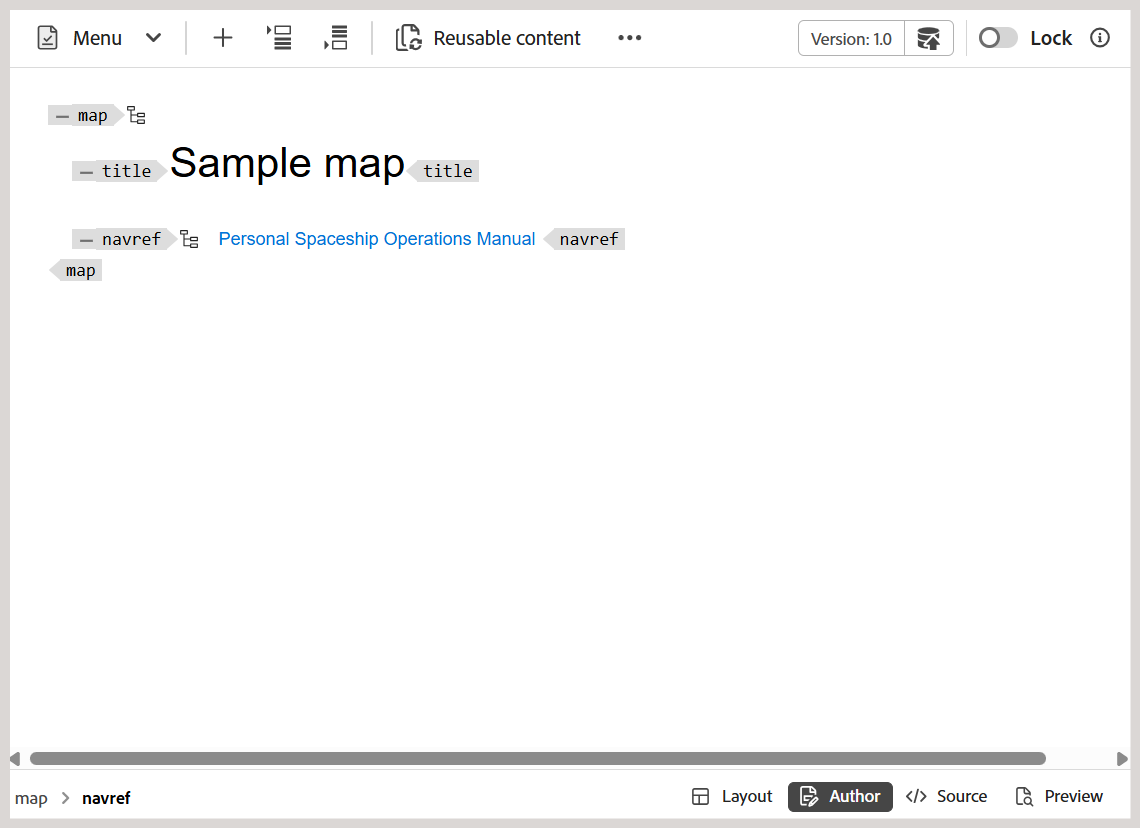 Menu Reusable content Version: 1.0 Lock
map
title Sample map title
navref Personal Spaceship Operations Manual navref
map
map navref Layout Author Source Preview